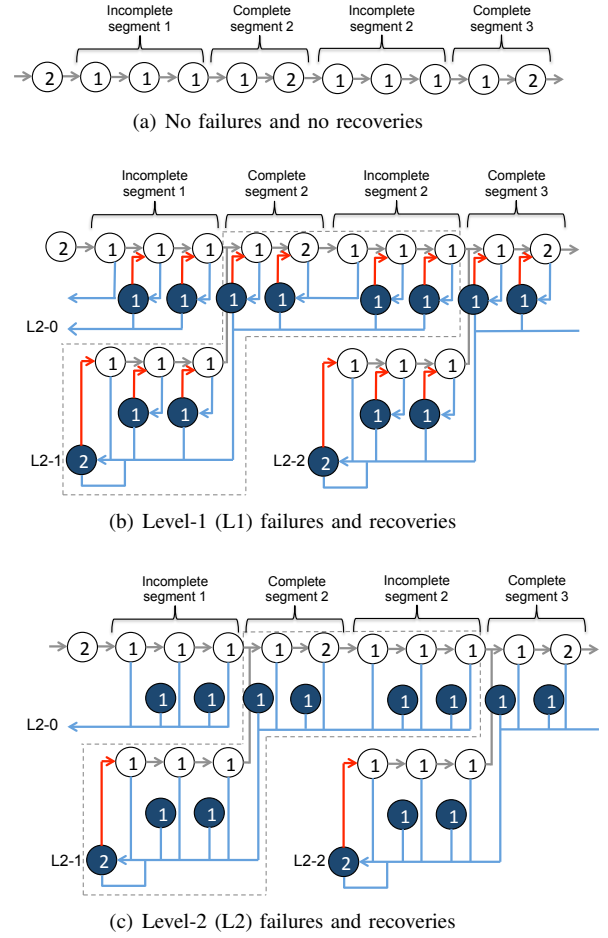 Incomplete segment 1
Complete segment 2
Incomplete segment 2
Complete segment 3
2 1 1 1 1 2 1 1 1 1 2
(a) No failures and no recoveries
Incomplete segment 1
Complete segment 2
Incomplete segment 2
Complete segment 3
2 1 1 1 1 2 1 1 1 1 2
1 1 1 1 1 1 1 1
L2-0
1 1 1 1 1 1
1 1 1 1
L2-1 2 L2-2 2
(b) Level-1 (L1) failures and recoveries
Incomplete segment 1
Complete segment 2
Incomplete segment 2
Complete segment 3
2 1 1 1 1 2 1 1 1 1 2
1 1 1 1 1 1 1 1
L2-0
1 1 1 1 1 1
1 1 1 1
L2-1 2 L2-2 2
(c) Level-2 (L2) failures and recoveries